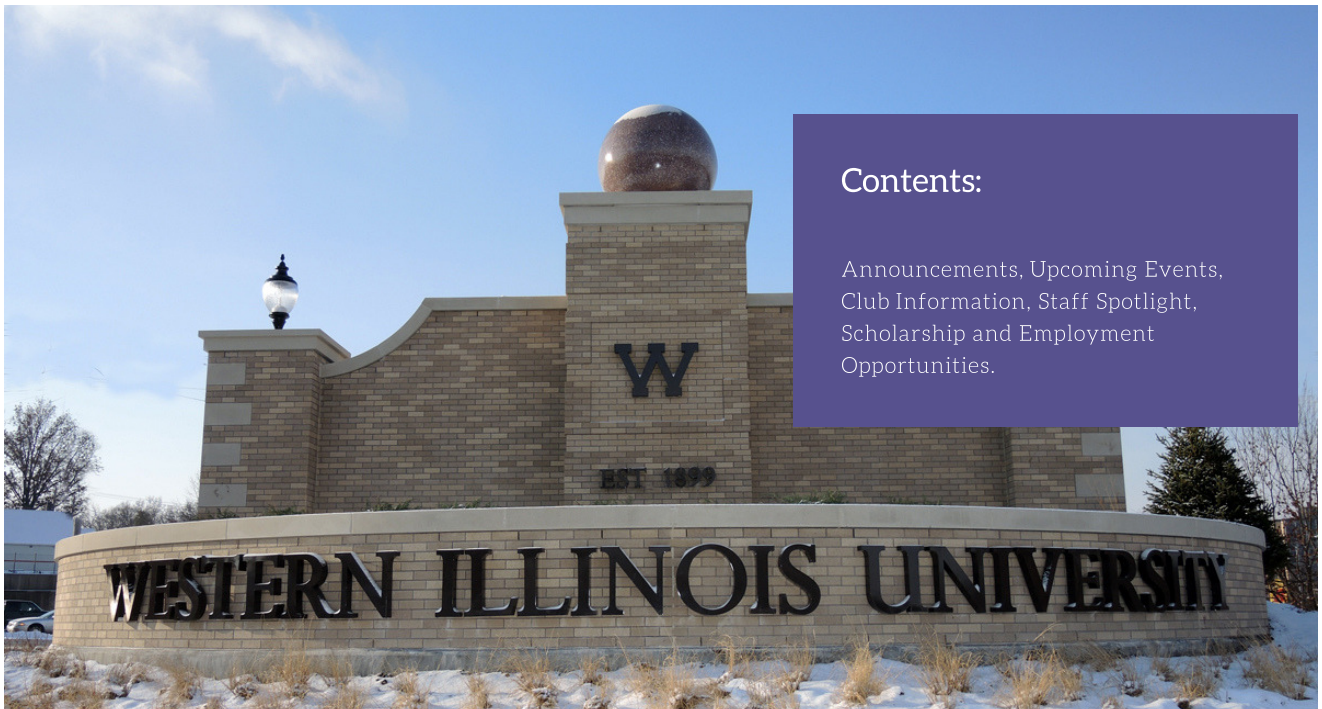 Contents:
Announcements, Upcoming Events,
Club Information, Staff Spotlight,
Scholarship and Employment
Opportunities.
W
EST 1899
WESTERN ILLINOIS UNIVERSITY